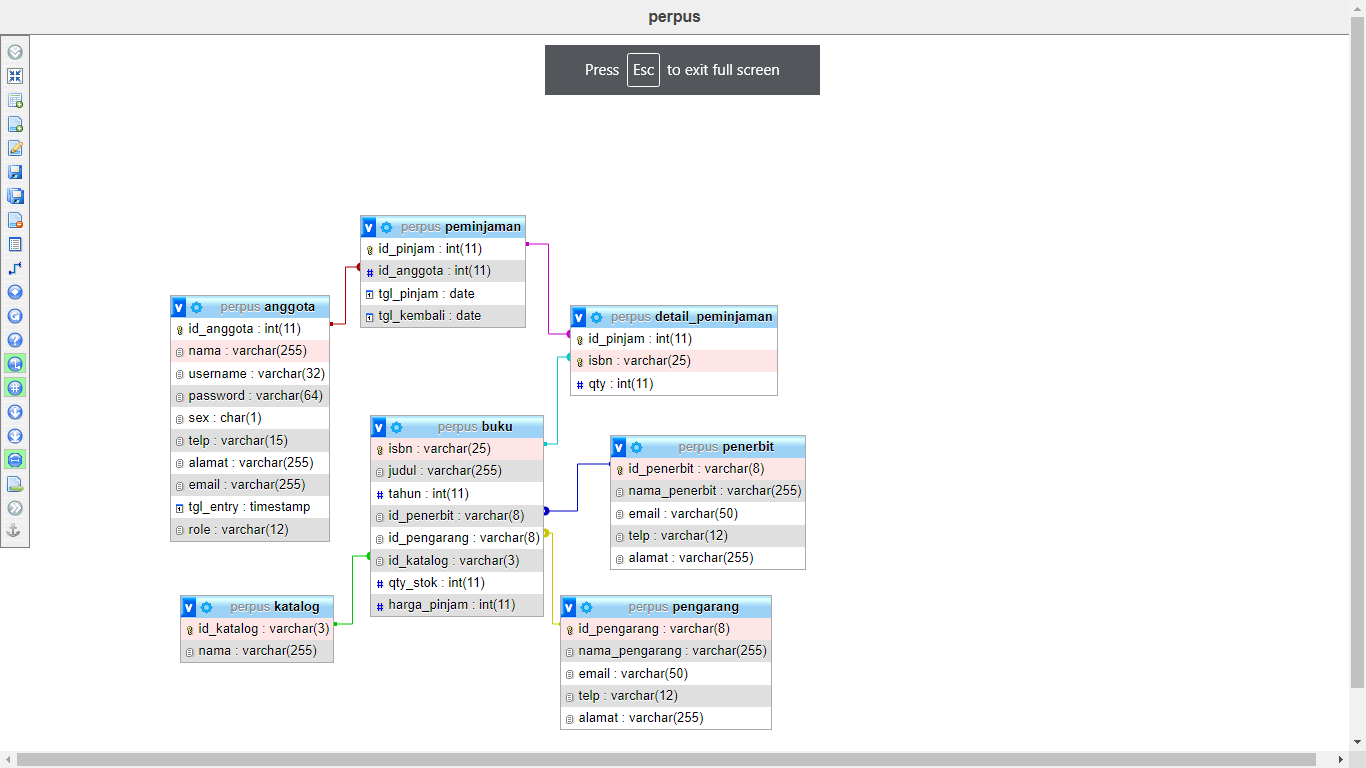 perpus
Press Esc to exit full screen
perpus peminjaman
id_pinjam : int(11)
id_anggota : int(11)
tgl_pinjam : date
tgl_kembali : date
perpus anggota
id_anggota : int(11)
nama : varchar(255)
username : varchar(32)
password : varchar(64)
sex : char(1)
telp : varchar(15)
alamat : varchar(255)
email : varchar(255)
tgl_entry : timestamp
role : varchar(12)
perpus detail_peminjaman
id_pinjam : int(11)
isbn : varchar(25)
qty : int(11)
perpus buku
isbn : varchar(25)
judul : varchar(255)
tahun : int(11)
id_penerbit : varchar(8)
id_pengarang : varchar(8)
id_katalog : varchar(3)
qty_stok : int(11)
harga_pinjam : int(11)
perpus penerbit
id_penerbit : varchar(8)
nama_penerbit : varchar(255)
email : varchar(50)
telp : varchar(12)
alamat : varchar(255)
perpus katalog
id_katalog : varchar(3)
nama : varchar(255)
perpus pengarang
id_pengarang : varchar(8)
nama_pengarang : varchar(255)
email : varchar(50)
telp : varchar(12)
alamat : varchar(255)